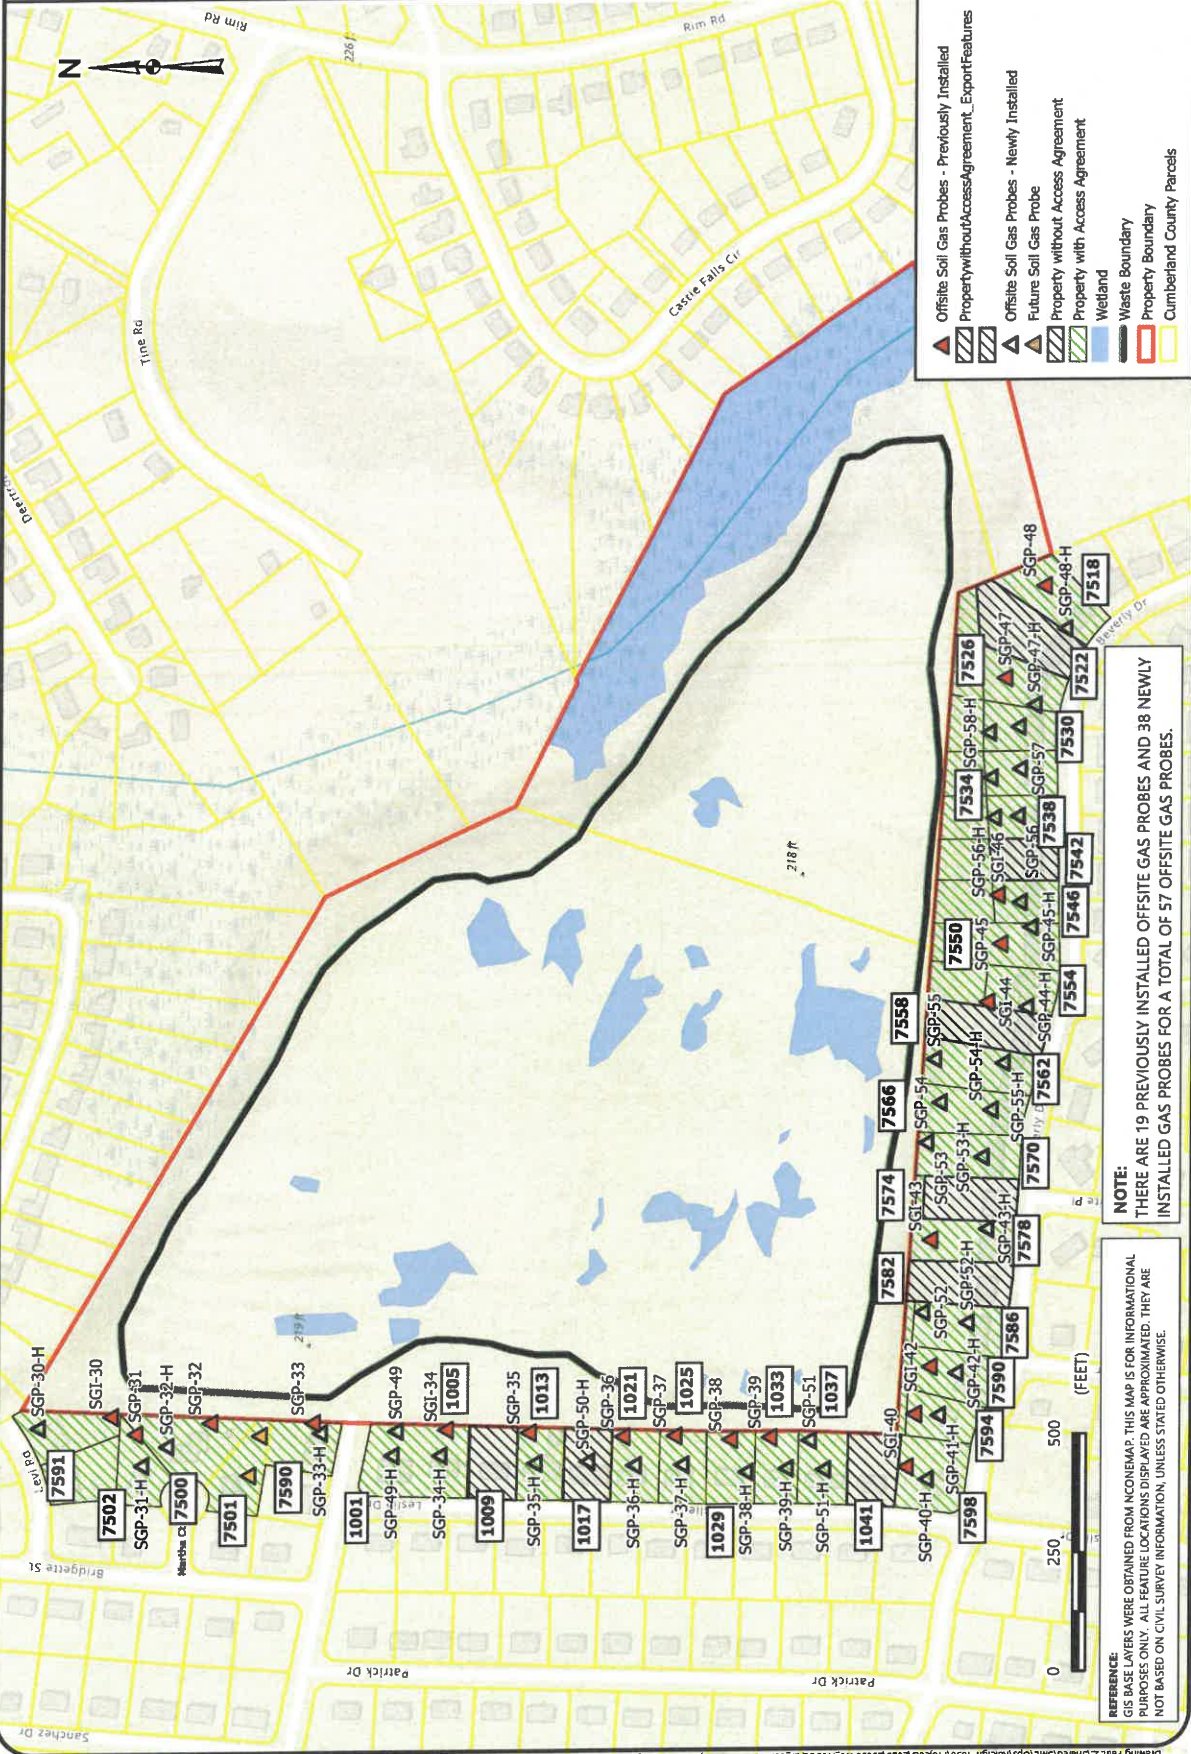 N
Rim Rd
Rim Rd
226 ft
Tine Rd
Castle Falls Cir
Levi Rd
Bridgette St
Sanchez Dr
Patrick Dr
Patrick Dr
Beverly Dr
219 ft
218 ft
SGP-30-H
7591
SGI-30
7502
SGP-31
SGP-31-H
SGP-32-H
7500
SGP-32
7501
7590
SGP-33
SGP-33-H
1001
SGP-49
SGP-49-H
SGI-34
SGP-34-H
1005
1009
SGP-35
SGP-35-H
1013
1017
SGP-50-H
SGP-36
SGP-36-H
1021
SGP-37
SGP-37-H
1025
1029
SGP-38
SGP-38-H
SGP-39
SGP-39-H
1033
SGP-51
SGP-51-H
1037
1041
SGI-40
SGP-40-H
7598
SGP-41-H
7594
SGI-42
SGP-42-H
7590
SGP-52
SGP-52-H
7586
7582
SGI-43
SGP-43-H
7578
7574
SGP-53
SGP-53-H
7570
SGP-54
7566
SGP-54-H
SGP-55-H
7562
SGP-55
7558
SGI-44
SGP-44-H
7554
7550
SGP-45
SGP-45-H
7546
SGP-56-H
SGI-46
SGP-56
7542
7538
7534
SGP-57
SGP-58-H
7530
7526
SGP-47
SGP-47-H
7522
SGP-48
SGP-48-H
7518
Offsite Soil Gas Probes - Previously Installed
PropertywithoutAccessAgreement_ExportFeatures
Offsite Soil Gas Probes - Newly Installed
Future Soil Gas Probe
Property without Access Agreement
Property with Access Agreement
Wetland
Waste Boundary
Property Boundary
Cumberland County Parcels
0 250 500
(FEET)
REFERENCE:
GIS BASE LAYERS WERE OBTAINED FROM NCONEMAP. THIS MAP IS FOR INFORMATIONAL
PURPOSES ONLY. ALL FEATURE LOCATIONS DISPLAYED ARE APPROXIMATED. THEY ARE
NOT BASED ON CIVIL SURVEY INFORMATION, UNLESS STATED OTHERWISE.
NOTE:
THERE ARE 19 PREVIOUSLY INSTALLED OFFSITE GAS PROBES AND 38 NEWLY
INSTALLED GAS PROBES FOR A TOTAL OF 57 OFFSITE GAS PROBES.